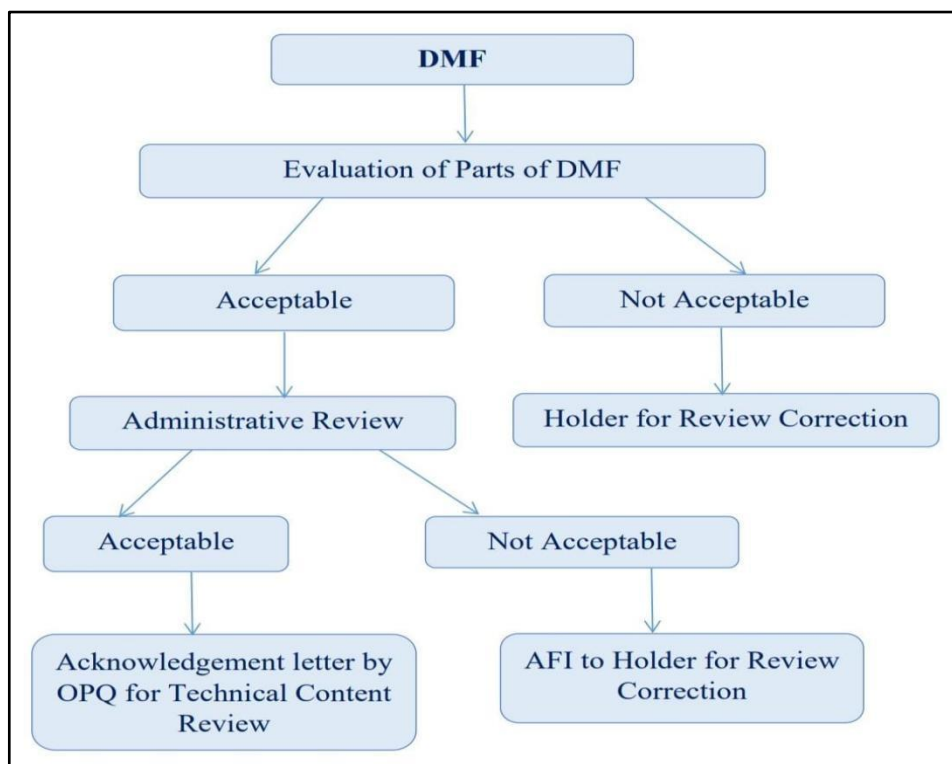 DMF
Evaluation of Parts of DMF
Acceptable
Not Acceptable
Administrative Review
Holder for Review Correction
Acceptable
Not Acceptable
Acknowledgement letter by
OPQ for Technical Content
Review
AFI to Holder for Review
Correction